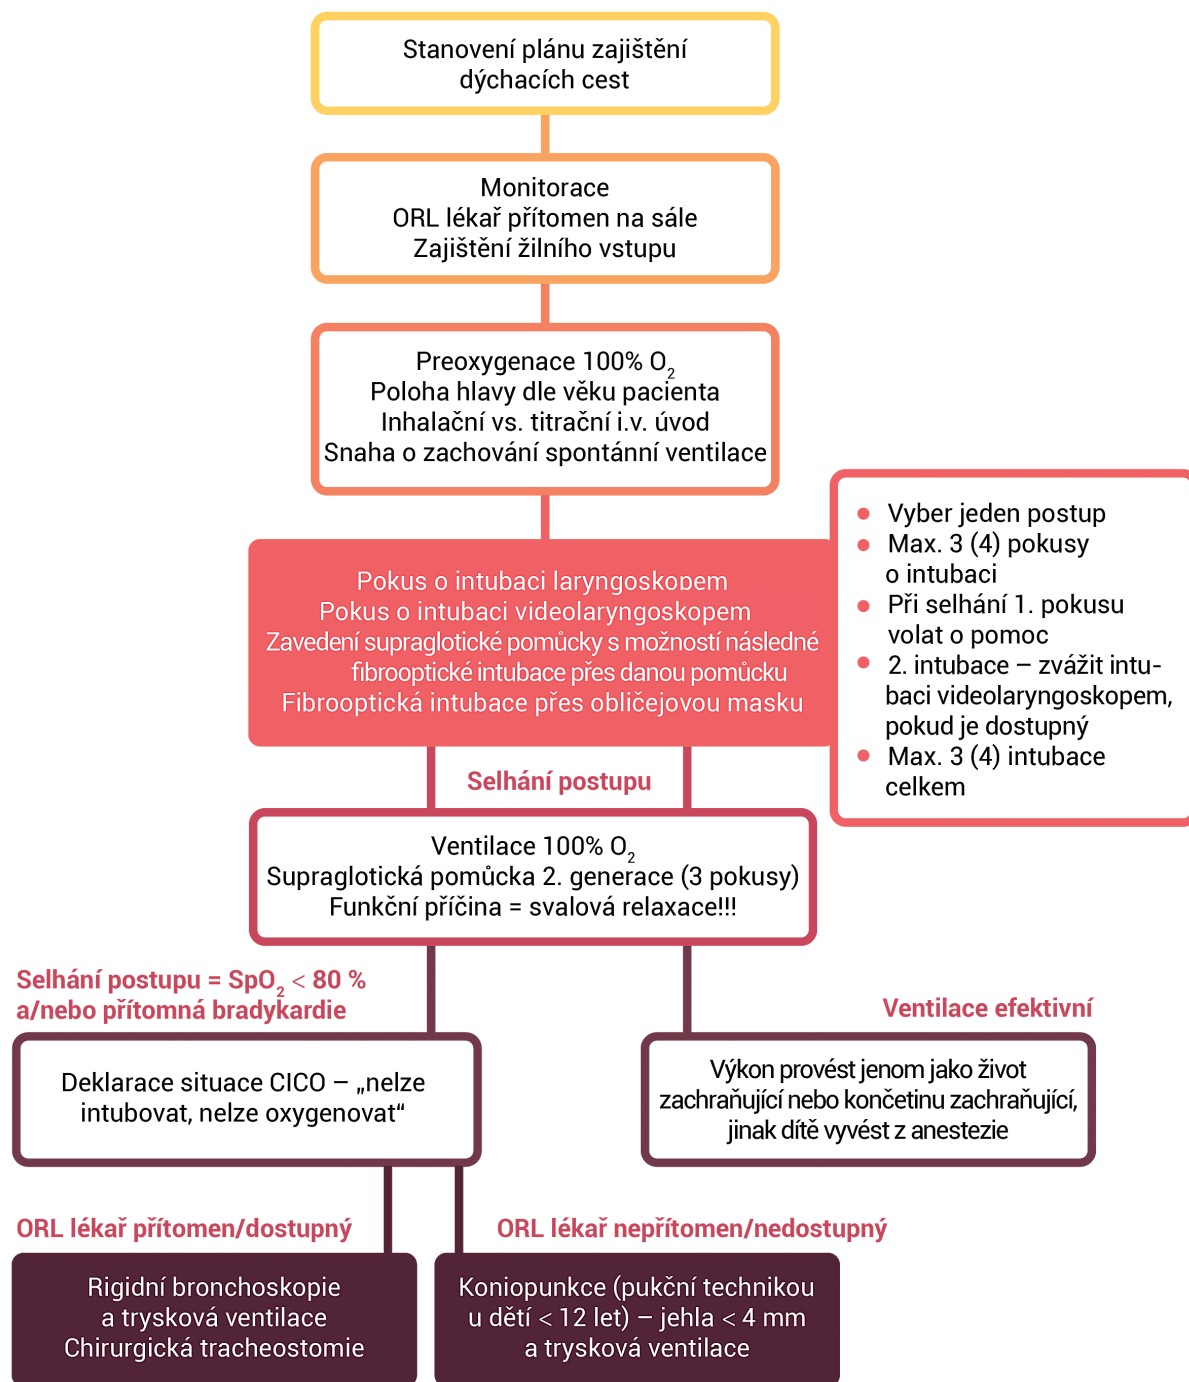 Stanovení plánu zajištění
dýchacích cest
Monitorace
ORL lékař přítomen na sále
Zajištění žilního vstupu
Preoxygenace 100% O₂
Poloha hlavy dle věku pacienta
Inhalační vs. titrační i.v. úvod
Snaha o zachování spontánní ventilace
Pokus o intubaci laryngoskopem
Pokus o intubaci videolaryngoskopem
Zavedení supraglotické pomůcky s možností následné
fibrooptické intubace přes danou pomůcku
Fibrooptická intubace přes obličejovou masku
• Vyber jeden postup
• Max. 3 (4) pokusy
o intubaci
• Při selhání 1. pokusu
volat o pomoc
• 2. intubace – zvážit intu-
baci videolaryngoskopem,
pokud je dostupný
• Max. 3 (4) intubace
celkem
Selhání postupu
Ventilace 100% O₂
Supraglotická pomůcka 2. generace (3 pokusy)
Funkční příčina = svalová relaxace!!!
Selhání postupu = SpO₂ < 80 %
a/nebo přítomná bradykardie
Ventilace efektivní
Deklarace situace CICO – „nelze
intubovat, nelze oxygenovat“
Výkon provést jenom jako život
zachraňující nebo končetinu zachraňující,
jinak dítě vyvést z anestezie
ORL lékař přítomen/dostupný
ORL lékař nepřítomen/nedostupný
Rigidní bronchoskopie
a trysková ventilace
Chirurgická tracheostomie
Koniopunkce (pukční technikou
u dětí < 12 let) – jehla < 4 mm
a trysková ventilace